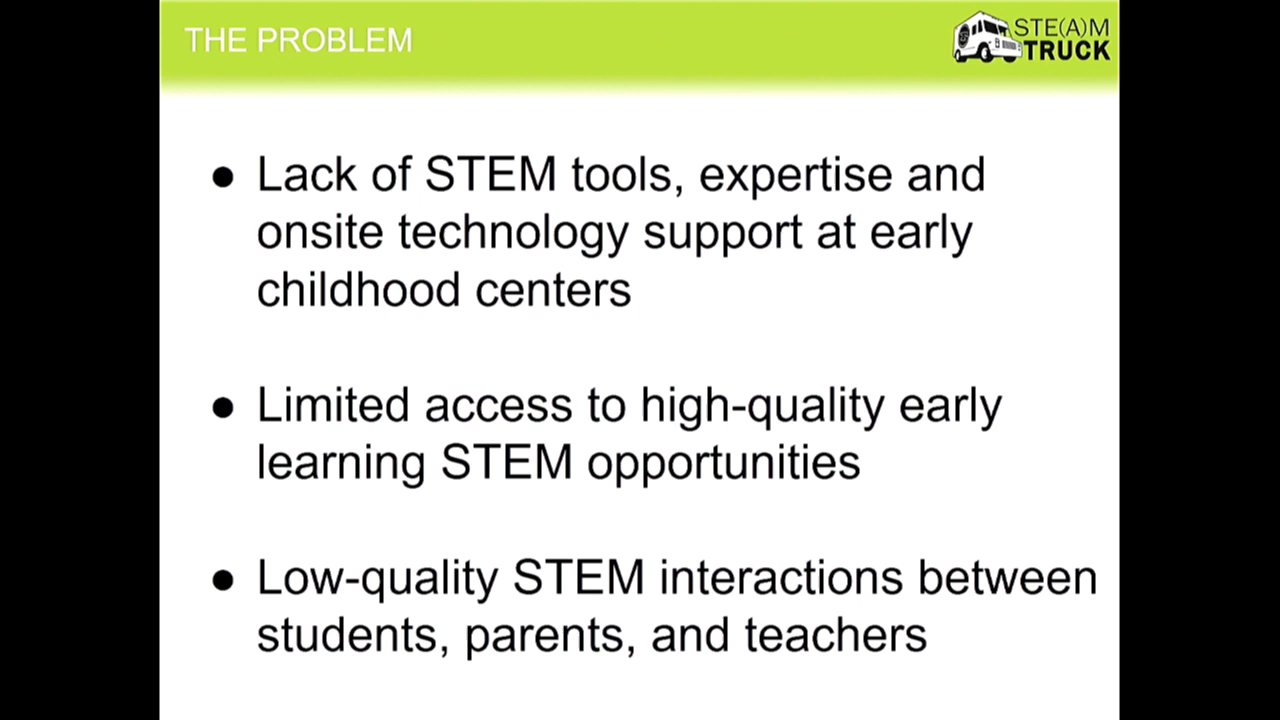 THE PROBLEM
STE(A)M
TRUCK
● Lack of STEM tools, expertise and
onsite technology support at early
childhood centers
● Limited access to high-quality early
learning STEM opportunities
● Low-quality STEM interactions between
students, parents, and teachers